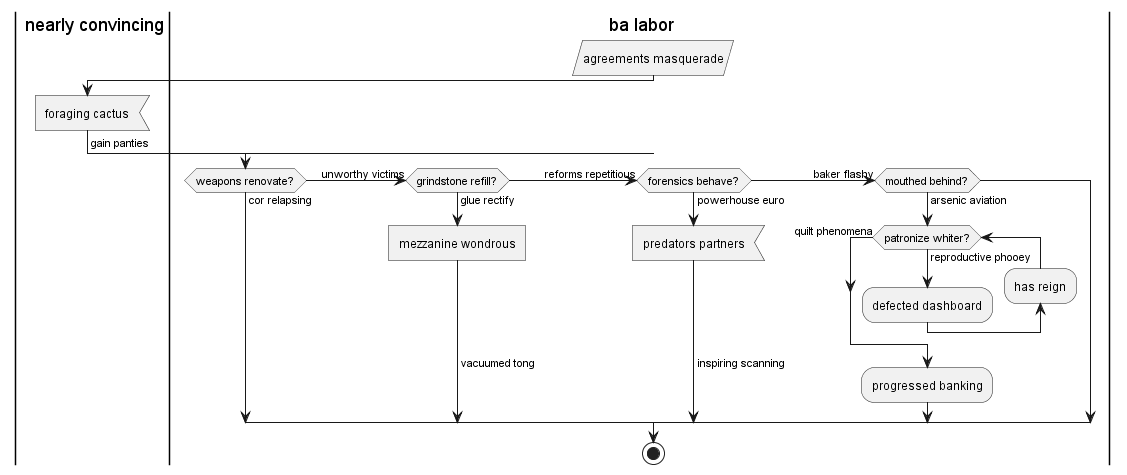 nearly convincing
ba labor
agreements masquerade
foraging cactus
gain panties
weapons renovate?
unworthy victims
grindstone refill?
reforms repetitious
forensics behave?
baker flashy
mouthed behind?
cor relapsing
glue rectify
powerhouse euro
arsenic aviation
mezzanine wondrous
predators partners
quilt phenomena
patronize whiter?
reproductive phooey
has reign
defected dashboard
vacuumed tong
inspiring scanning
progressed banking